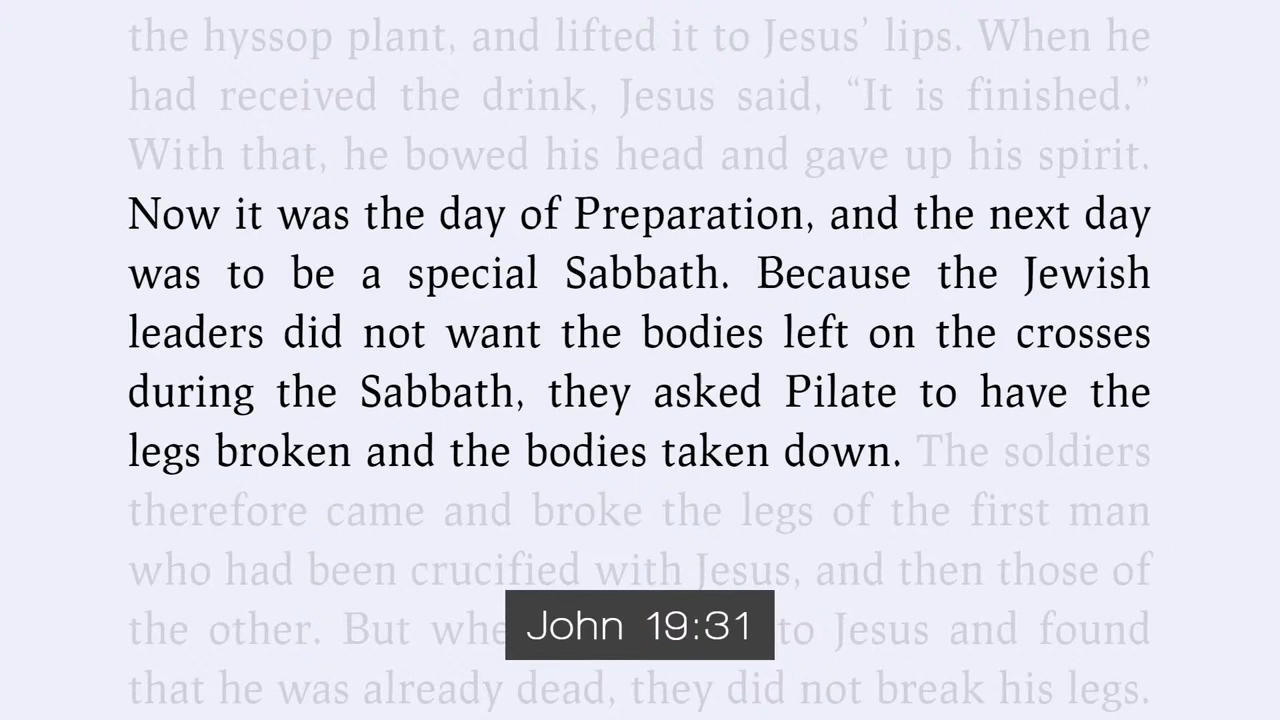 the hyssop plant, and lifted it to Jesus’ lips. When he
had received the drink, Jesus said, “It is finished.”
With that, he bowed his head and gave up his spirit.
Now it was the day of Preparation, and the next day
was to be a special Sabbath. Because the Jewish
leaders did not want the bodies left on the crosses
during the Sabbath, they asked Pilate to have the
legs broken and the bodies taken down. The soldiers
therefore came and broke the legs of the first man
who had been crucified with Jesus, and then those of
the other. But to Jesus and found
John 19:31
that he was already dead, they did not break his legs.